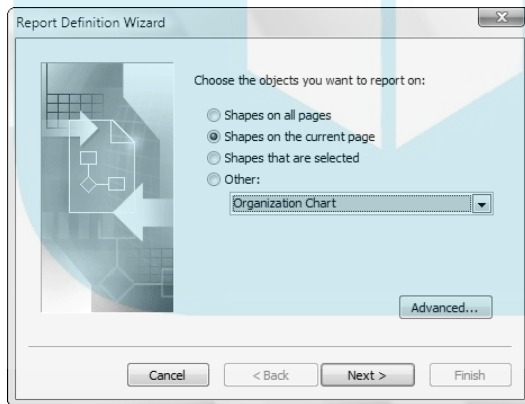 Report Definition Wizard
Choose the objects you want to report on:
Shapes on all pages
Shapes on the current page
Shapes that are selected
Other:
Organization Chart
Advanced...
Cancel
< Back
Next >
Finish